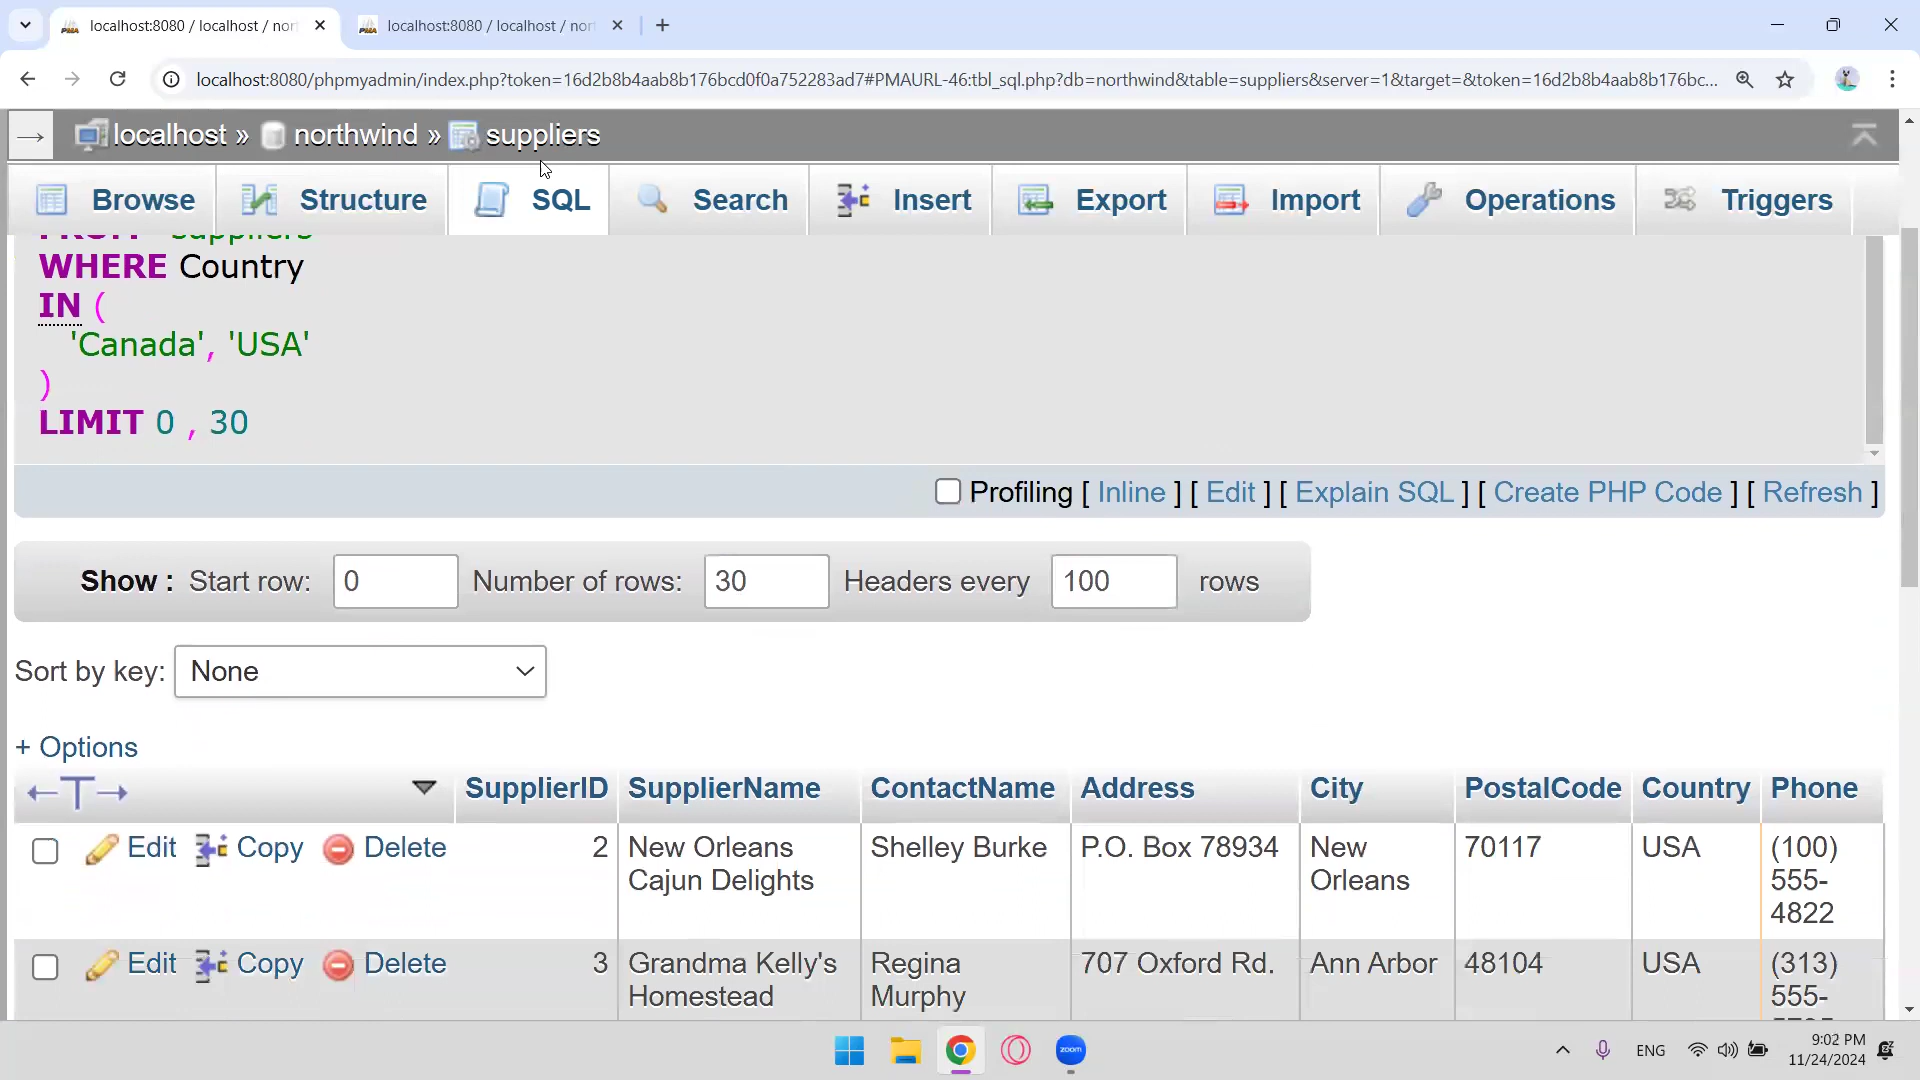 localhost:8080 / localhost / nor
localhost:8080 / localhost / nor
localhost:8080/phpmyadmin/index.php?token=16d2b8b4aab8b176bcd0f0a752283ad7#PMAURL-46:tbl_sql.php?db=northwind&table=suppliers&server=1&target=&token=16d2b8b4aab8b176bc...
localhost » northwind » suppliers
Browse Structure SQL Search Insert Export Import Operations Triggers
FROM `suppliers`
WHERE Country
IN (
'Canada', 'USA'
)
LIMIT 0 , 30
Profiling [ Inline ] [ Edit ] [ Explain SQL ] [ Create PHP Code ] [ Refresh ]
Show : Start row: 0 Number of rows: 30 Headers every 100 rows
Sort by key: None
+ Options
←T→ SupplierID SupplierName ContactName Address City PostalCode Country Phone
Edit Copy Delete 2 New Orleans Shelley Burke P.O. Box 78934 New 70117 USA (100)
Cajun Delights Orleans 555-
4822
Edit Copy Delete 3 Grandma Kelly's Regina 707 Oxford Rd. Ann Arbor 48104 USA (313)
Homestead Murphy 555-
zoom
ENG
9:02 PM
11/24/2024